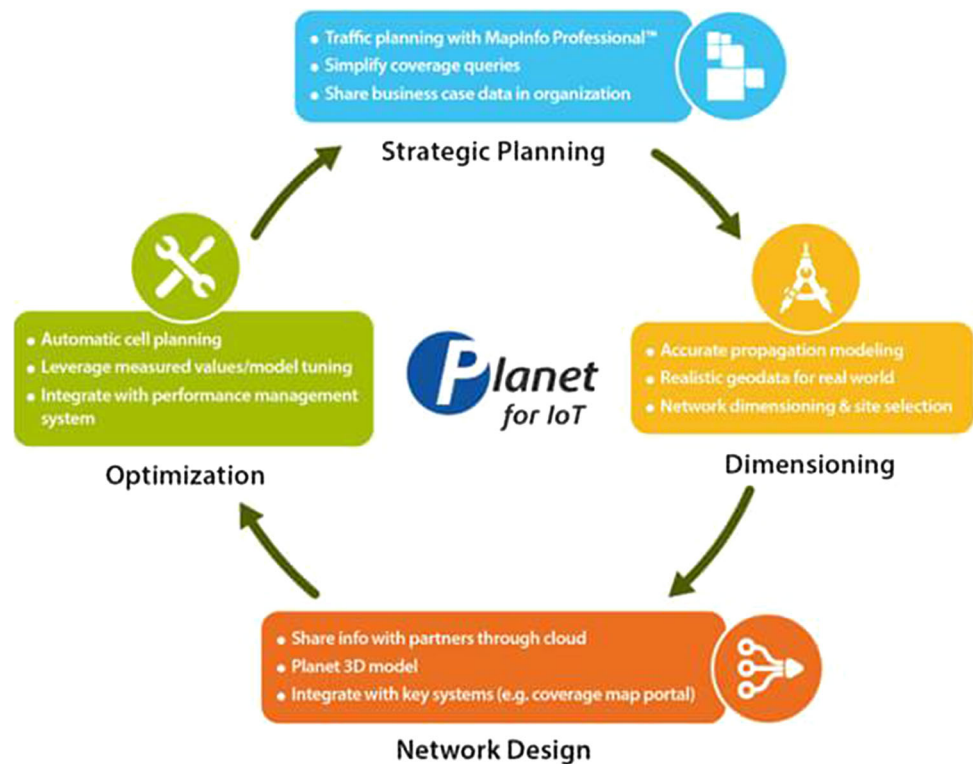 • Traffic planning with MapInfo Professional™
• Simplify coverage queries
• Share business case data in organization
Strategic Planning
• Accurate propagation modeling
• Realistic geodata for real world
• Network dimensioning & site selection
Dimensioning
• Share info with partners through cloud
• Planet 3D model
• Integrate with key systems (e.g. coverage map portal)
Network Design
• Automatic cell planning
• Leverage measured values/model tuning
• Integrate with performance management
system
Optimization
Planet
for IoT